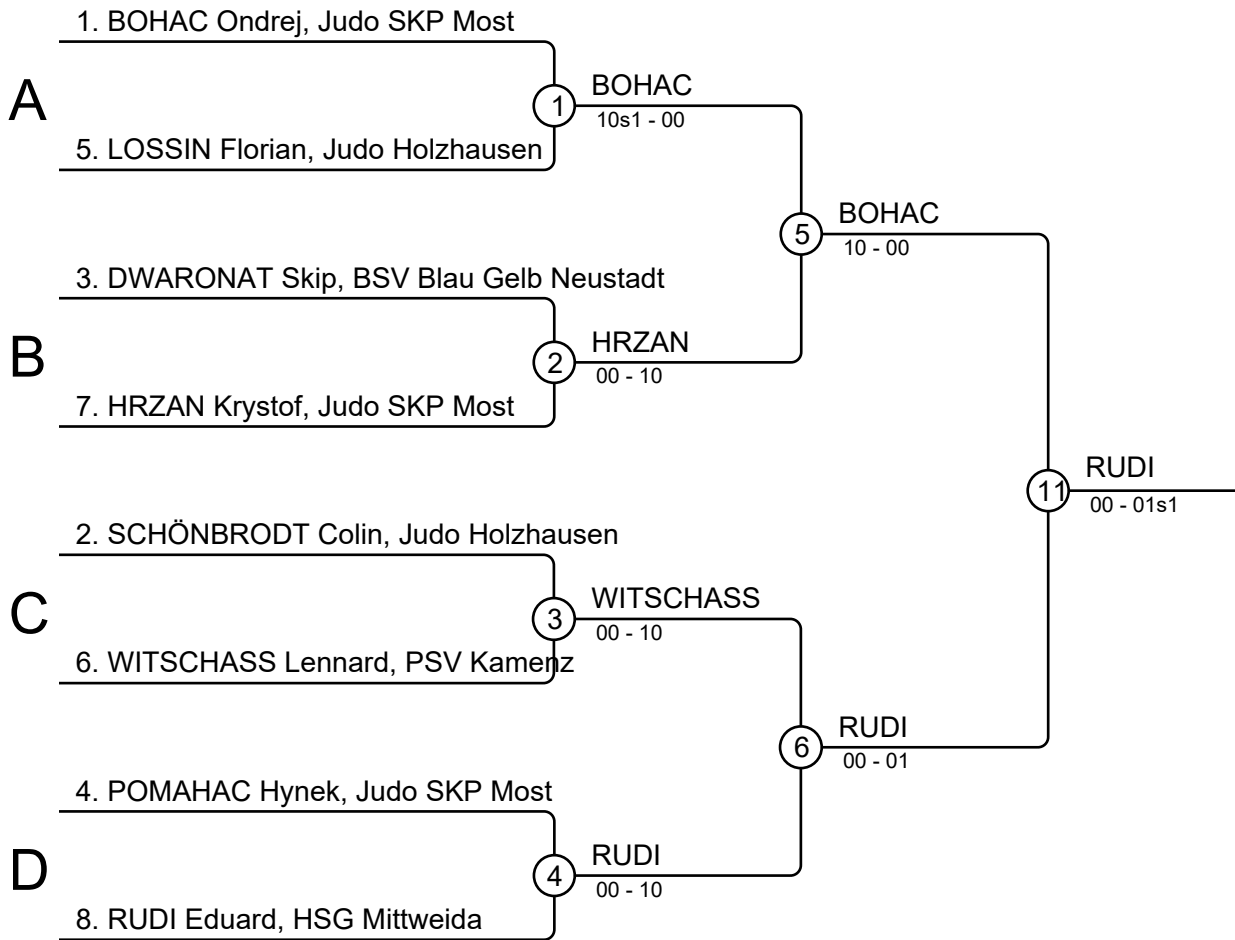 1. BOHAC Ondrej, Judo SKP Most
A
1
BOHAC
10s1 - 00
5. LOSSIN Florian, Judo Holzhausen
5
BOHAC
10 - 00
3. DWARONAT Skip, BSV Blau Gelb Neustadt
B
2
HRZAN
00 - 10
7. HRZAN Krystof, Judo SKP Most
11
RUDI
00 - 01s1
2. SCHÖNBRODT Colin, Judo Holzhausen
C
3
WITSCHASS
00 - 10
6. WITSCHASS Lennard, PSV Kamenz
6
RUDI
00 - 01
4. POMAHAC Hynek, Judo SKP Most
D
4
RUDI
00 - 10
8. RUDI Eduard, HSG Mittweida